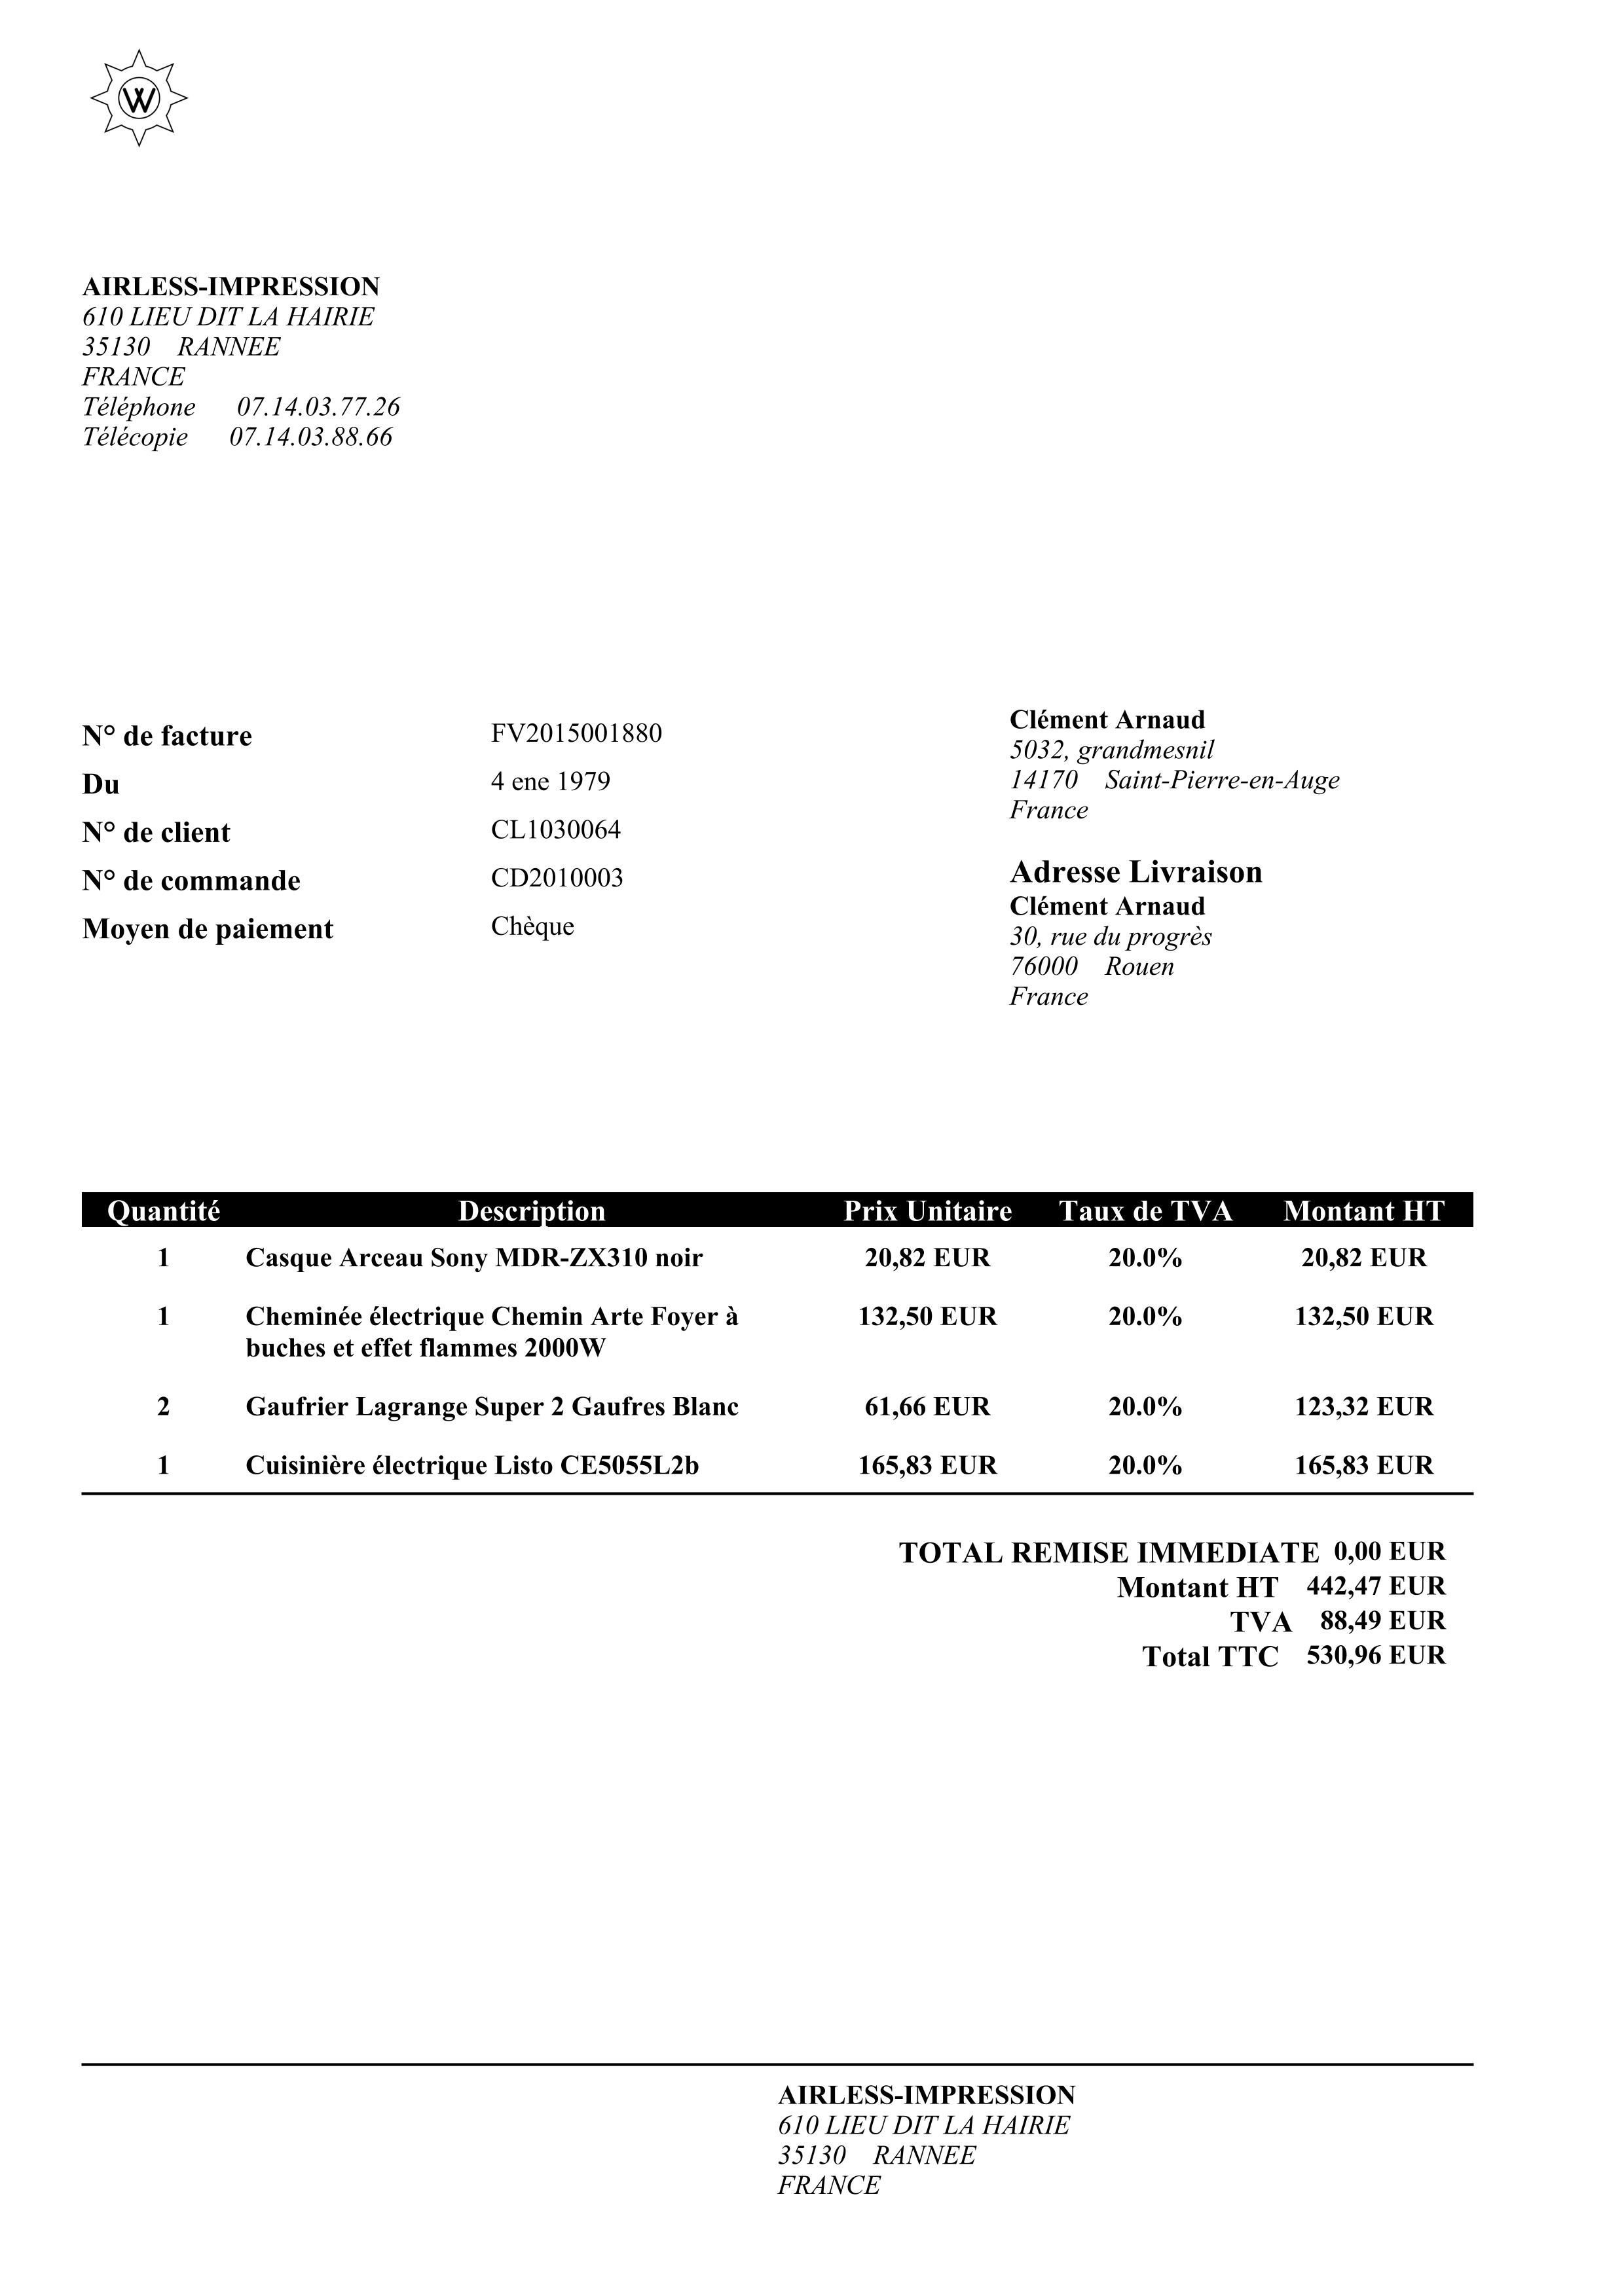 W
AIRLESS-IMPRESSION
610 LIEU DIT LA HAIRIE
35130 RANNEE
FRANCE
Téléphone 07.14.03.77.26
Télécopie 07.14.03.88.66
N° de facture FV2015001880
Du 4 ene 1979
N° de client CL1030064
N° de commande CD2010003
Moyen de paiement Chèque
Clément Arnaud
5032, grandmesnil
14170 Saint-Pierre-en-Auge
France
Adresse Livraison
Clément Arnaud
30, rue du progrès
76000 Rouen
France
Quantité Description Prix Unitaire Taux de TVA Montant HT
1 Casque Arceau Sony MDR-ZX310 noir 20,82 EUR 20.0% 20,82 EUR
1 Cheminée électrique Chemin Arte Foyer à 132,50 EUR 20.0% 132,50 EUR
buches et effet flammes 2000W
2 Gaufrier Lagrange Super 2 Gaufres Blanc 61,66 EUR 20.0% 123,32 EUR
1 Cuisinière électrique Listo CE5055L2b 165,83 EUR 20.0% 165,83 EUR
TOTAL REMISE IMMEDIATE 0,00 EUR
Montant HT 442,47 EUR
TVA 88,49 EUR
Total TTC 530,96 EUR
AIRLESS-IMPRESSION
610 LIEU DIT LA HAIRIE
35130 RANNEE
FRANCE